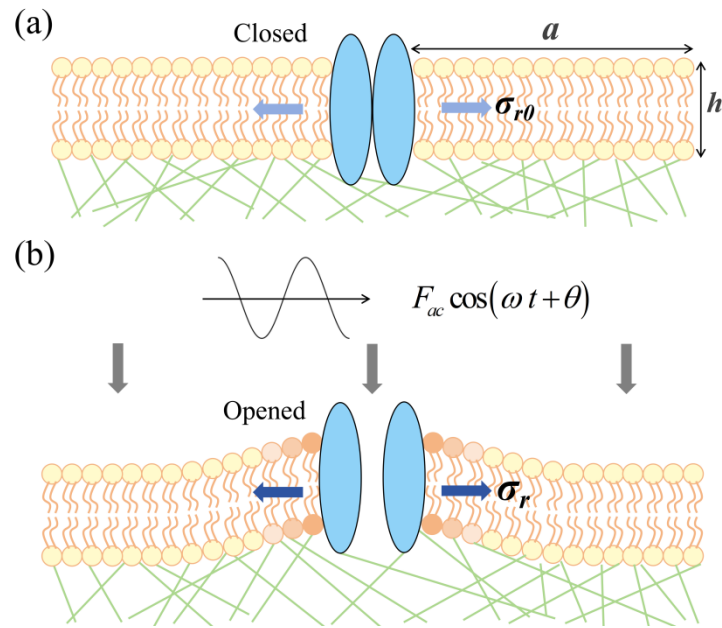 (a)
Closed
a
σr0
h
(b)
Fac cos(ω t + θ)
Opened
σr